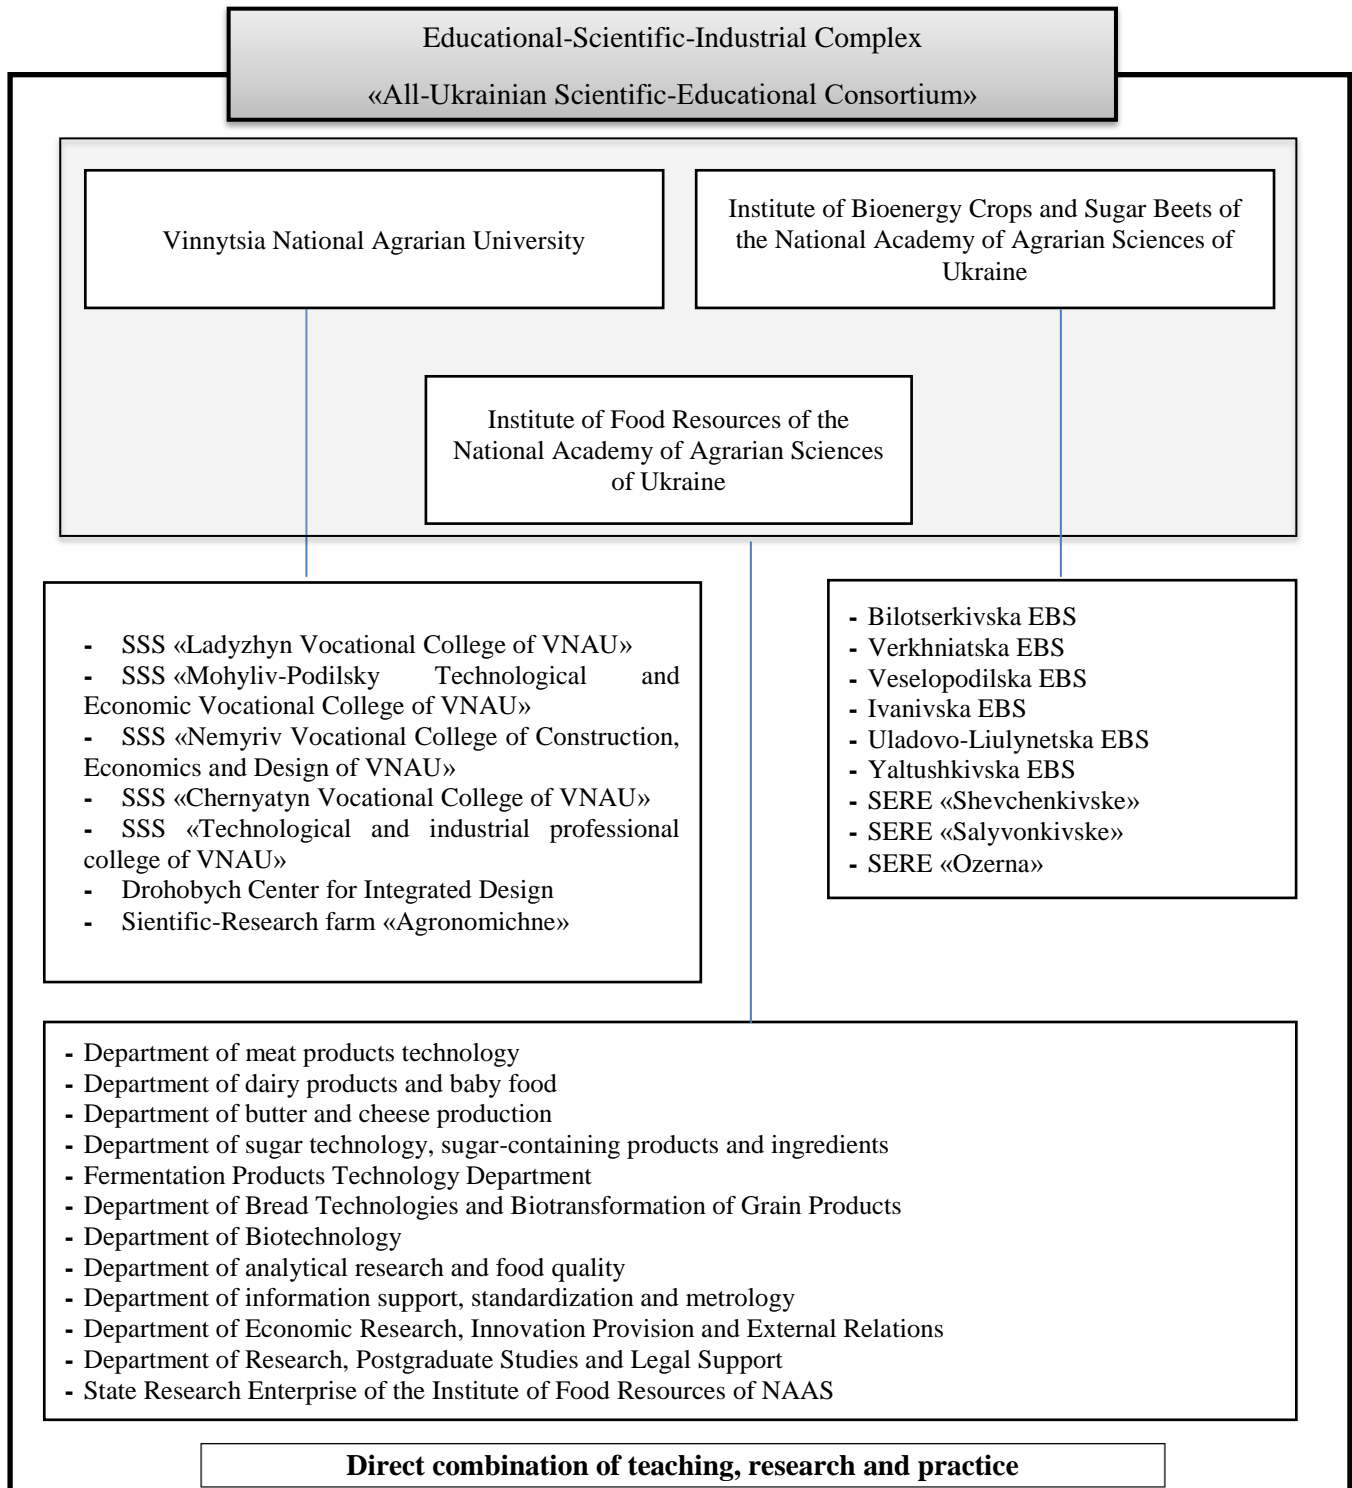 Educational-Scientific-Industrial Complex
«All-Ukrainian Scientific-Educational Consortium»
Vinnytsia National Agrarian University
Institute of Bioenergy Crops and Sugar Beets of
the National Academy of Agrarian Sciences of
Ukraine
Institute of Food Resources of the
National Academy of Agrarian Sciences
of Ukraine
- SSS «Ladyzhyn Vocational College of VNAU»
- SSS «Mohyliv-Podilsky Technological and
Economic Vocational College of VNAU»
- SSS «Nemyriv Vocational College of Construction,
Economics and Design of VNAU»
- SSS «Chernyatyn Vocational College of VNAU»
- SSS «Technological and industrial professional
college of VNAU»
- Drohobych Center for Integrated Design
- Sientific-Research farm «Agronomichne»
- Bilotserkivska EBS
- Verkhniatska EBS
- Veselopodilska EBS
- Ivanivska EBS
- Uladovo-Liulynetska EBS
- Yaltushkivska EBS
- SERE «Shevchenkivske»
- SERE «Salyvonkivske»
- SERE «Ozerna»
- Department of meat products technology
- Department of dairy products and baby food
- Department of butter and cheese production
- Department of sugar technology, sugar-containing products and ingredients
- Fermentation Products Technology Department
- Department of Bread Technologies and Biotransformation of Grain Products
- Department of Biotechnology
- Department of analytical research and food quality
- Department of information support, standardization and metrology
- Department of Economic Research, Innovation Provision and External Relations
- Department of Research, Postgraduate Studies and Legal Support
- State Research Enterprise of the Institute of Food Resources of NAAS
Direct combination of teaching, research and practice